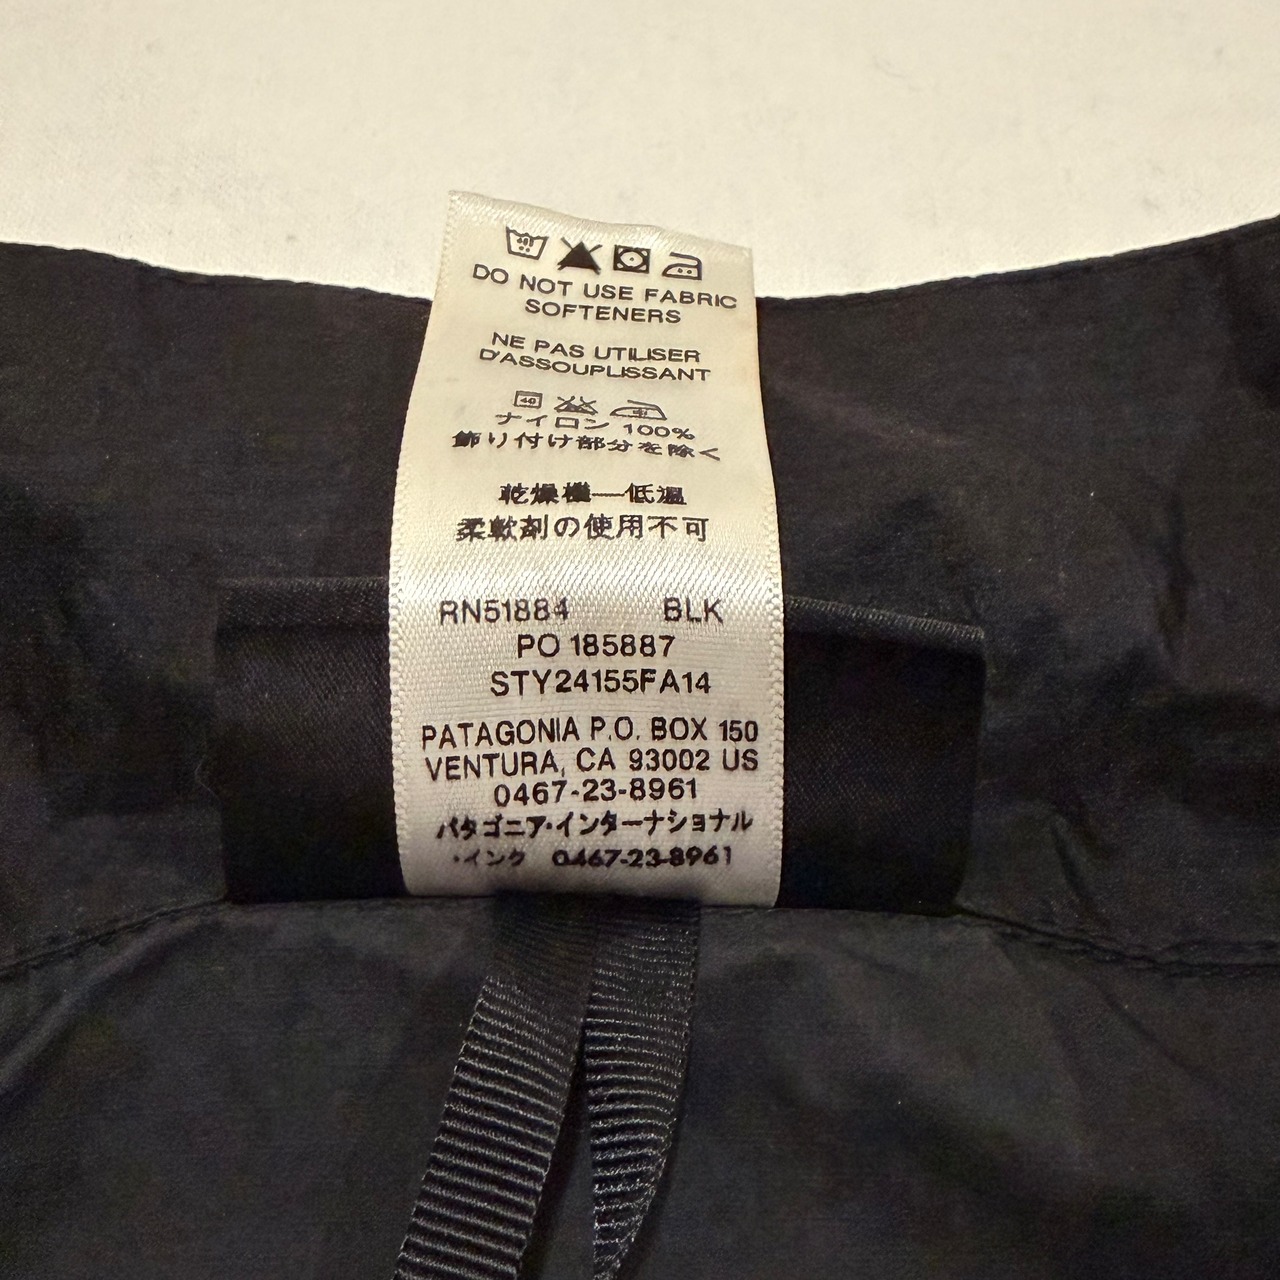 40
DO NOT USE FABRIC
SOFTENERS
NE PAS UTILISER
D'ASSOUPLISSANT
40
ナイロン 100%
飾り付け部分を除く
乾燥機—低温
柔軟剤の使用不可
RN51884 BLK
PO 185887
STY24155FA14
PATAGONIA P.O. BOX 150
VENTURA, CA 93002 US
0467-23-8961
パタゴニア・インターナショナル
・インク 0467-23-8961